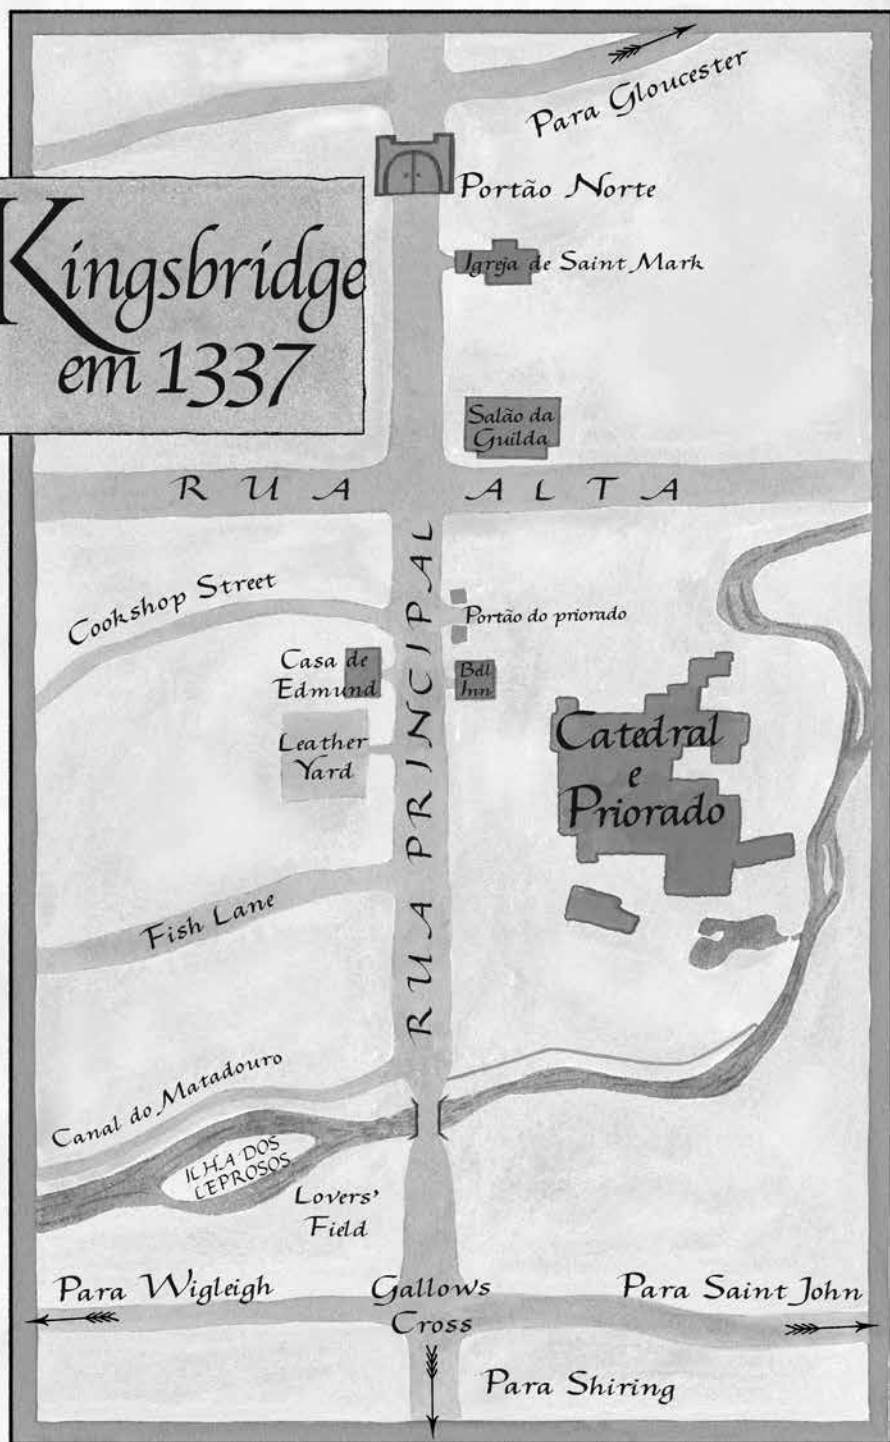 Para Gloucester
Portão Norte
Igreja de Saint Mark
Kingsbridge
em 1337
Salão da
Guilda
RUA ALTA
Cookshop Street
Portão do priorado
Casa de
Edmund
Bell
Inn
Leather
Yard
RUA PRINCIPAL
Catedral
e
Priorado
Fish Lane
Canal do Matadouro
ILHA DOS
LEPROSOS
Lovers'
Field
Para Wigleigh
Gallows
Cross
Para Saint John
Para Shiring